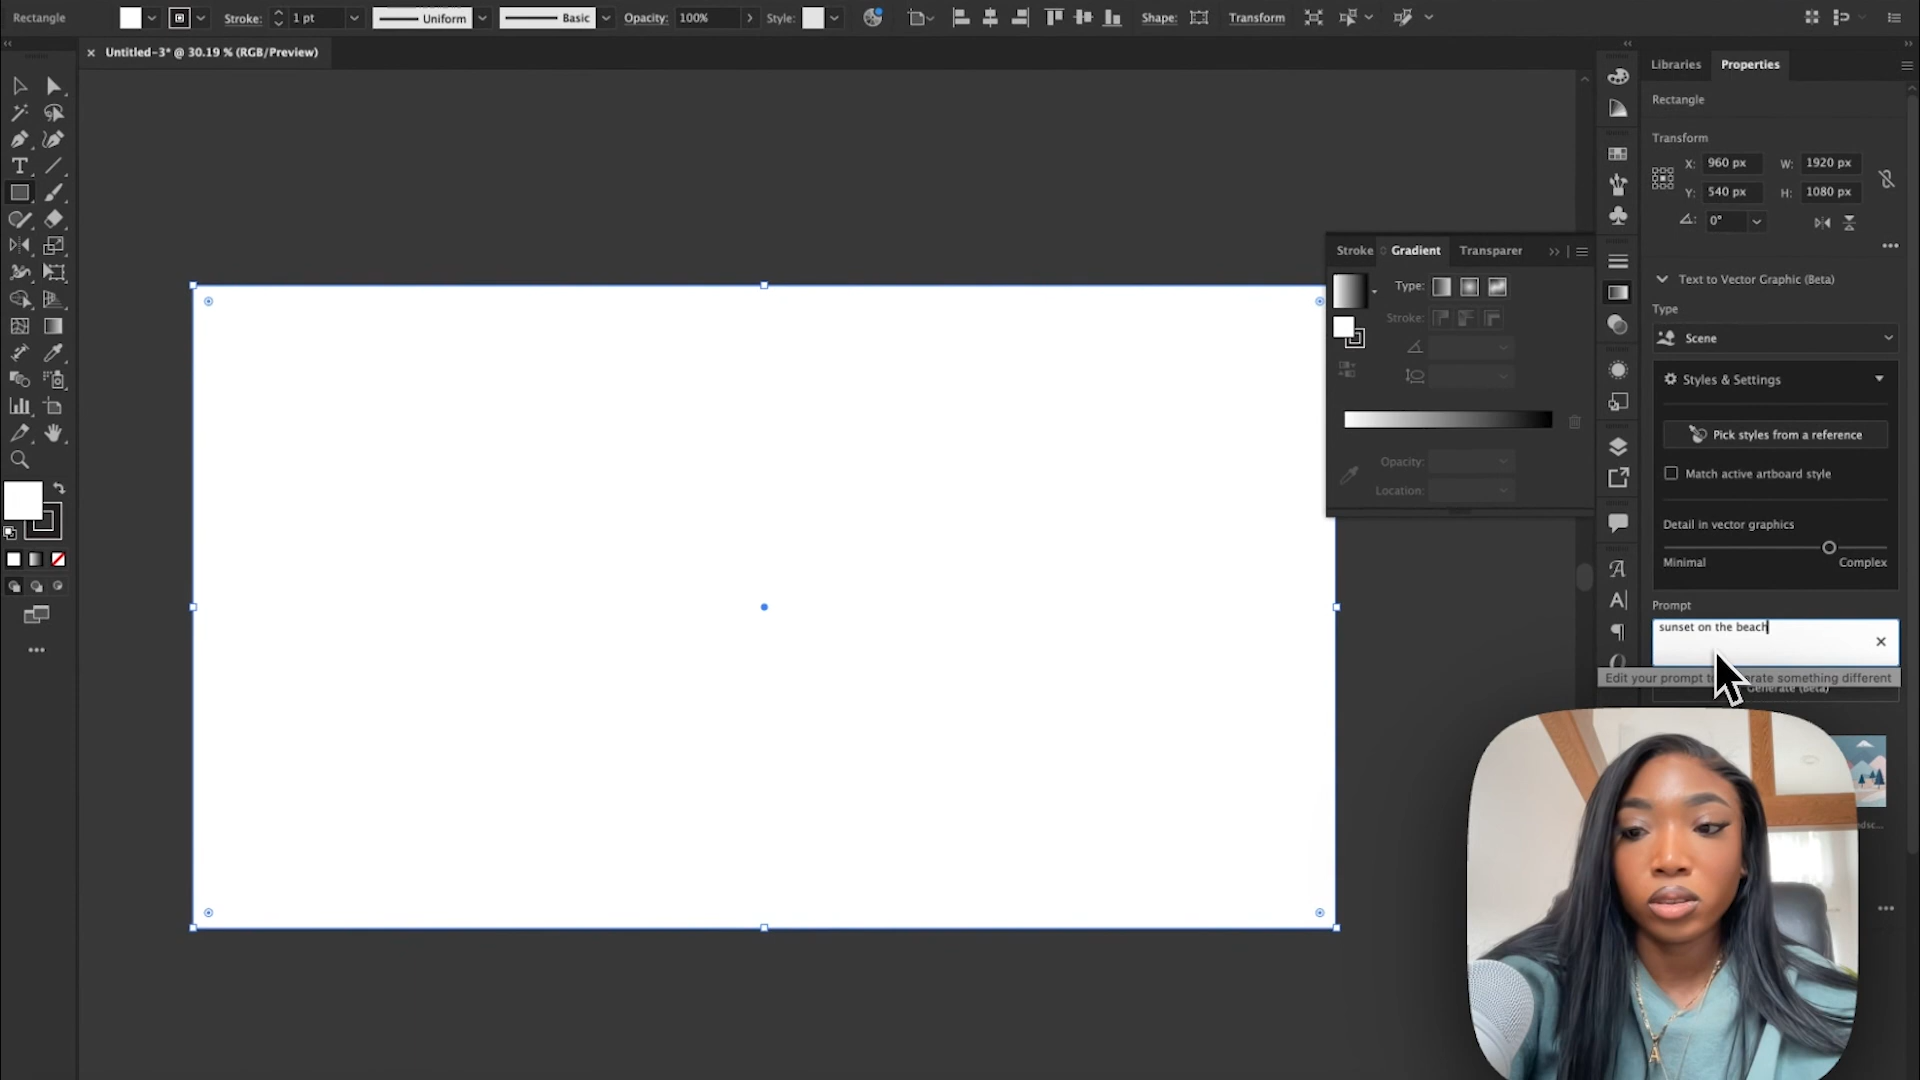 Rectangle
Stroke:
1 pt
Uniform
Basic
Opacity:
100%
Style:
Shape:
Transform
× Untitled-3* @ 30.19 % (RGB/Preview)
Libraries
Properties
Rectangle
Transform
X: 960 px
W: 1920 px
Y: 540 px
H: 1080 px
0°
Stroke
Gradient
Transparer
Type:
Stroke:
Opacity:
Location:
Text to Vector Graphic (Beta)
Type
Scene
Styles & Settings
Pick styles from a reference
Match active artboard style
Detail in vector graphics
Minimal
Complex
Prompt
sunset on the beach
Edit your prompt t
rate something different
Generate (Beta)
dsc...